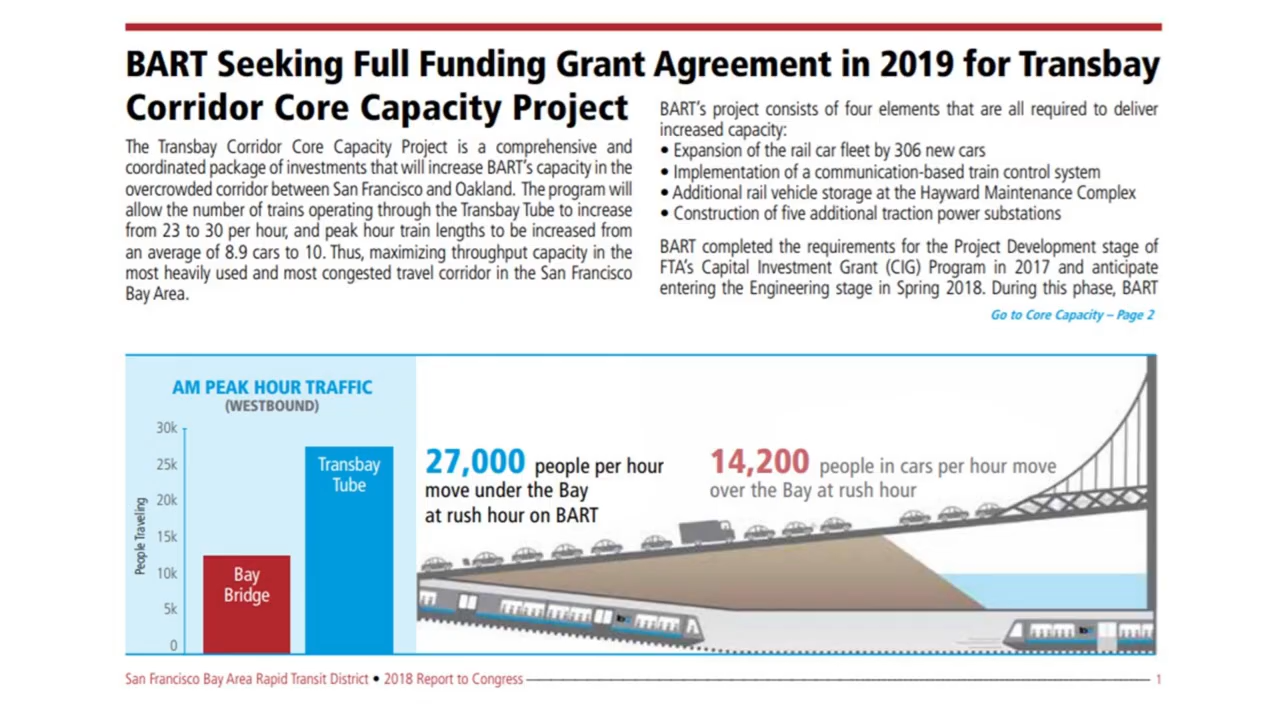 BART Seeking Full Funding Grant Agreement in 2019 for Transbay
Corridor Core Capacity Project
The Transbay Corridor Core Capacity Project is a comprehensive and
coordinated package of investments that will increase BART's capacity in the
overcrowded corridor between San Francisco and Oakland. The program will
allow the number of trains operating through the Transbay Tube to increase
from 23 to 30 per hour, and peak hour train lengths to be increased from
an average of 8.9 cars to 10. Thus, maximizing throughput capacity in the
most heavily used and most congested travel corridor in the San Francisco
Bay Area.
BART's project consists of four elements that are all required to deliver
increased capacity:
• Expansion of the rail car fleet by 306 new cars
• Implementation of a communication-based train control system
• Additional rail vehicle storage at the Hayward Maintenance Complex
• Construction of five additional traction power substations
BART completed the requirements for the Project Development stage of
FTA's Capital Investment Grant (CIG) Program in 2017 and anticipate
entering the Engineering stage in Spring 2018. During this phase, BART
Go to Core Capacity – Page 2
AM PEAK HOUR TRAFFIC
(WESTBOUND)
People Traveling
30k
25k
20k
15k
10k
5k
0
Bay
Bridge
Transbay
Tube
27,000 people per hour
move under the Bay
at rush hour on BART
14,200 people in cars per hour move
over the Bay at rush hour
San Francisco Bay Area Rapid Transit District • 2018 Report to Congress 1